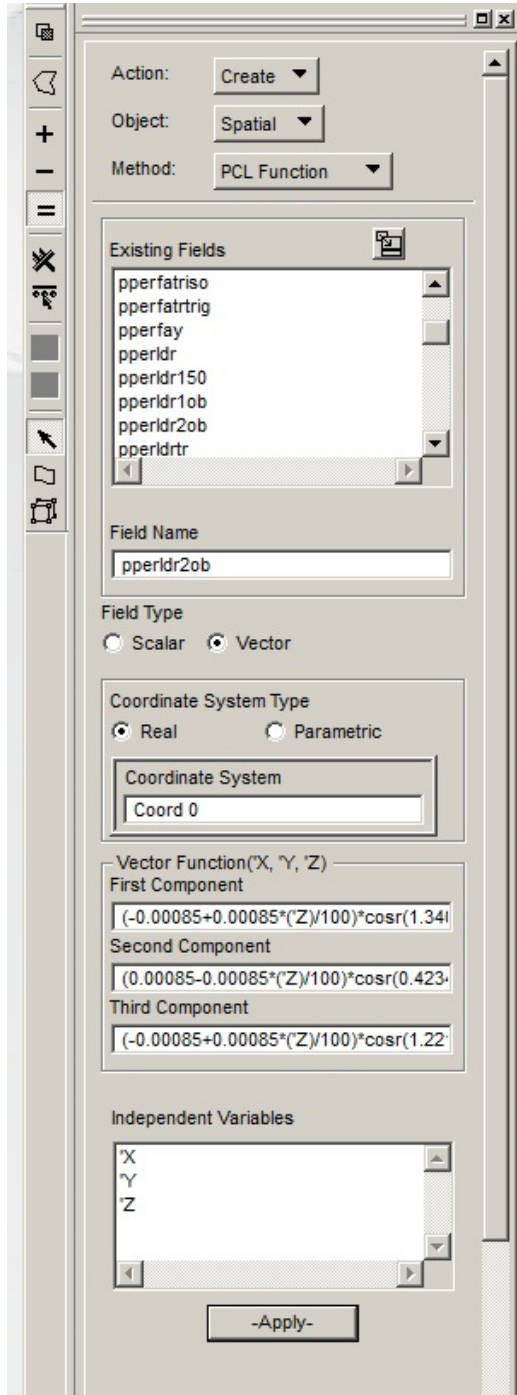 Action: Create
Object: Spatial
Method: PCL Function
Existing Fields
pperfatriso
pperfatrtrig
pperfay
pperldr
pperldr150
pperldr1ob
pperldr2ob
pperldrtr
Field Name
pperldr2ob
Field Type
Scalar Vector
Coordinate System Type
Real Parametric
Coordinate System
Coord 0
Vector Function('X, 'Y, 'Z)
First Component
(-0.00085+0.00085*('Z)/100)*cosr(1.340
Second Component
(0.00085-0.00085*('Z)/100)*cosr(0.4234
Third Component
(-0.00085+0.00085*('Z)/100)*cosr(1.221
Independent Variables
'X
'Y
'Z
-Apply-